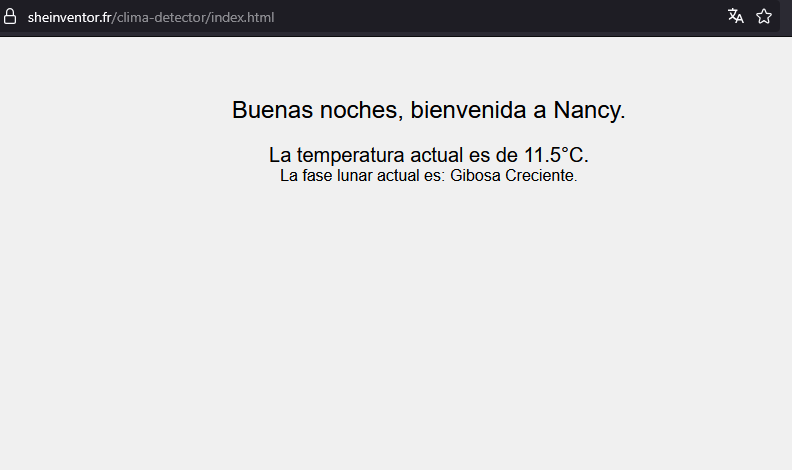 sheinventor.fr/clima-detector/index.html
Buenas noches, bienvenida a Nancy.
La temperatura actual es de 11.5°C.
La fase lunar actual es: Gibosa Creciente.